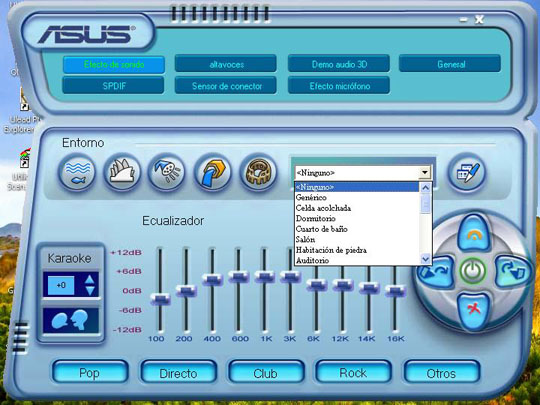 ASUS
Efecto de sonido
altavoces
Demo audio 3D
General
SPDIF
Sensor de conector
Efecto micrófono
Entorno
<Ninguno>
<Ninguno>
Genérico
Celda acolchada
Dormitorio
Cuarto de baño
Salón
Habitación de piedra
Auditorio
Ecualizador
Karaoke
+0
+12dB
+6dB
0dB
-6dB
-12dB
100 200 400 600 1K 3K 6K 12K 14K 16K
Pop
Directo
Club
Rock
Otros